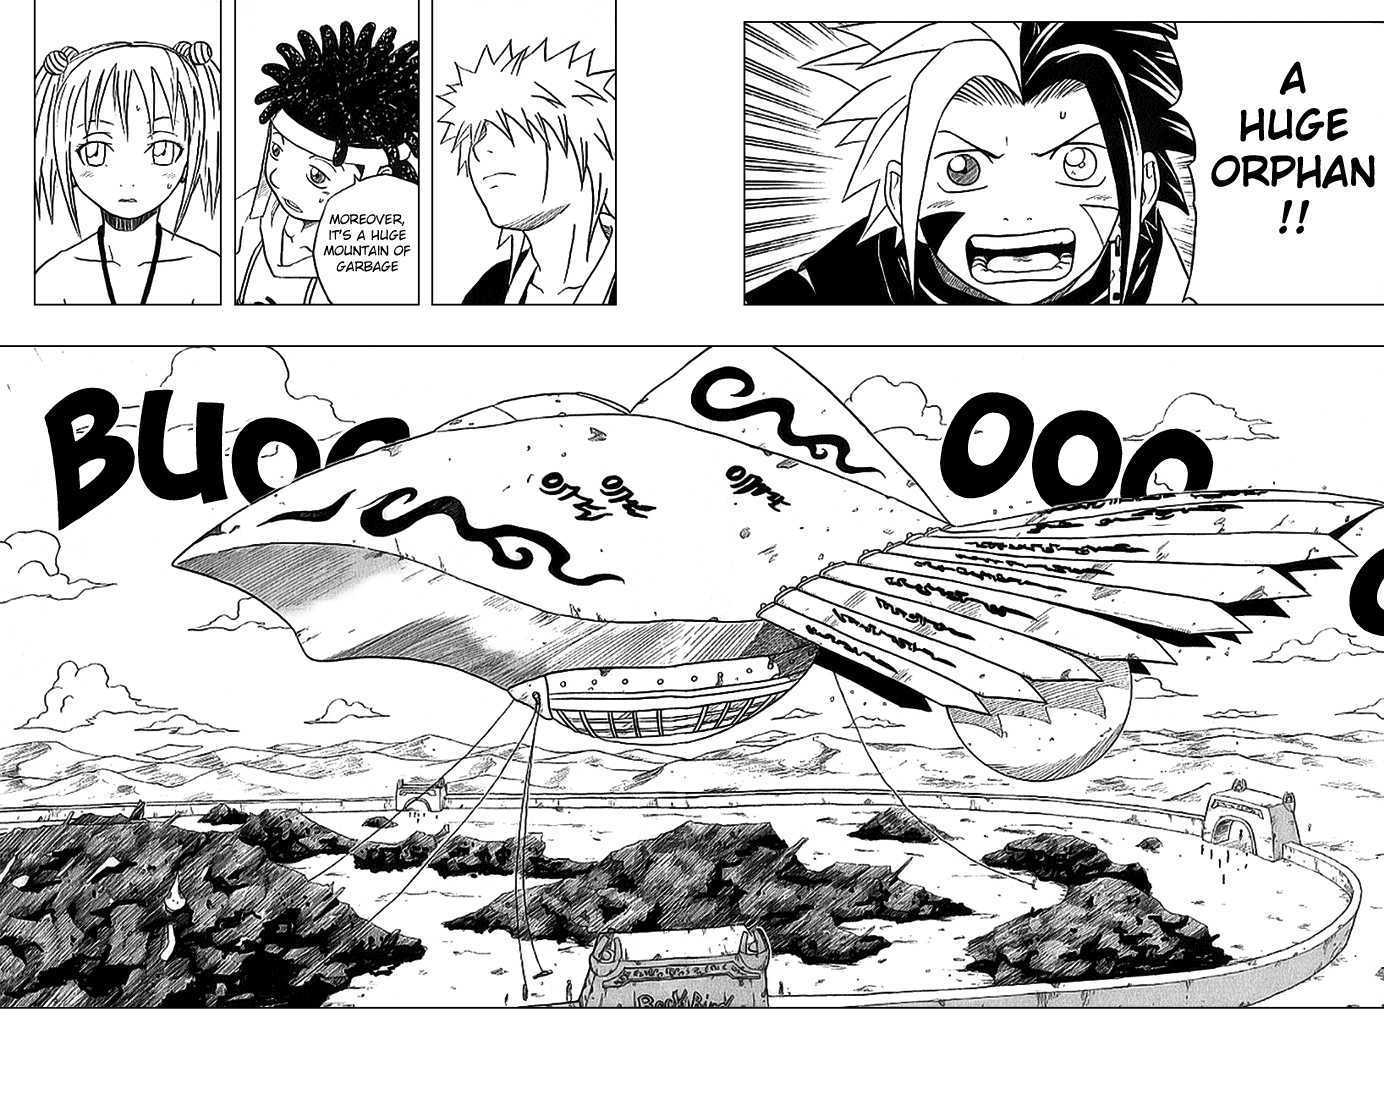 A
HUGE
ORPHAN
!!
MOREOVER,
IT'S A HUGE
MOUNTAIN OF
GARBAGE
BUOO
OOO